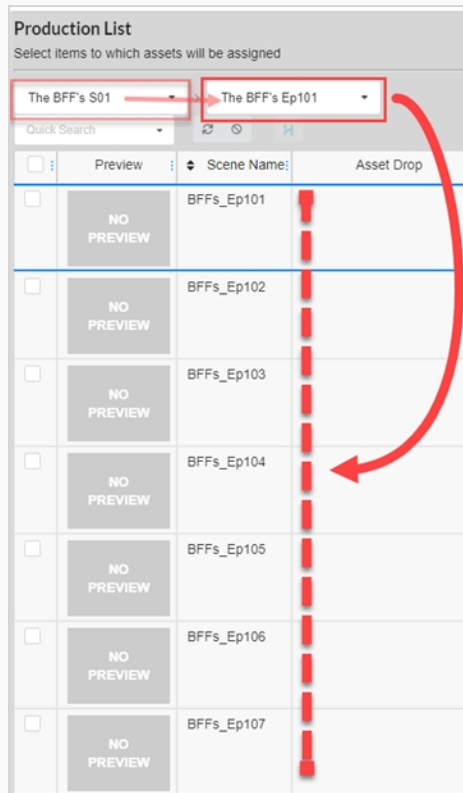 Production List
Select items to which assets will be assigned
The BFF's S01
The BFF's Ep101
Quick Search
Preview
Scene Name
Asset Drop
NO
PREVIEW
BFFs_Ep101
NO
PREVIEW
BFFs_Ep102
NO
PREVIEW
BFFs_Ep103
NO
PREVIEW
BFFs_Ep104
NO
PREVIEW
BFFs_Ep105
NO
PREVIEW
BFFs_Ep106
NO
PREVIEW
BFFs_Ep107